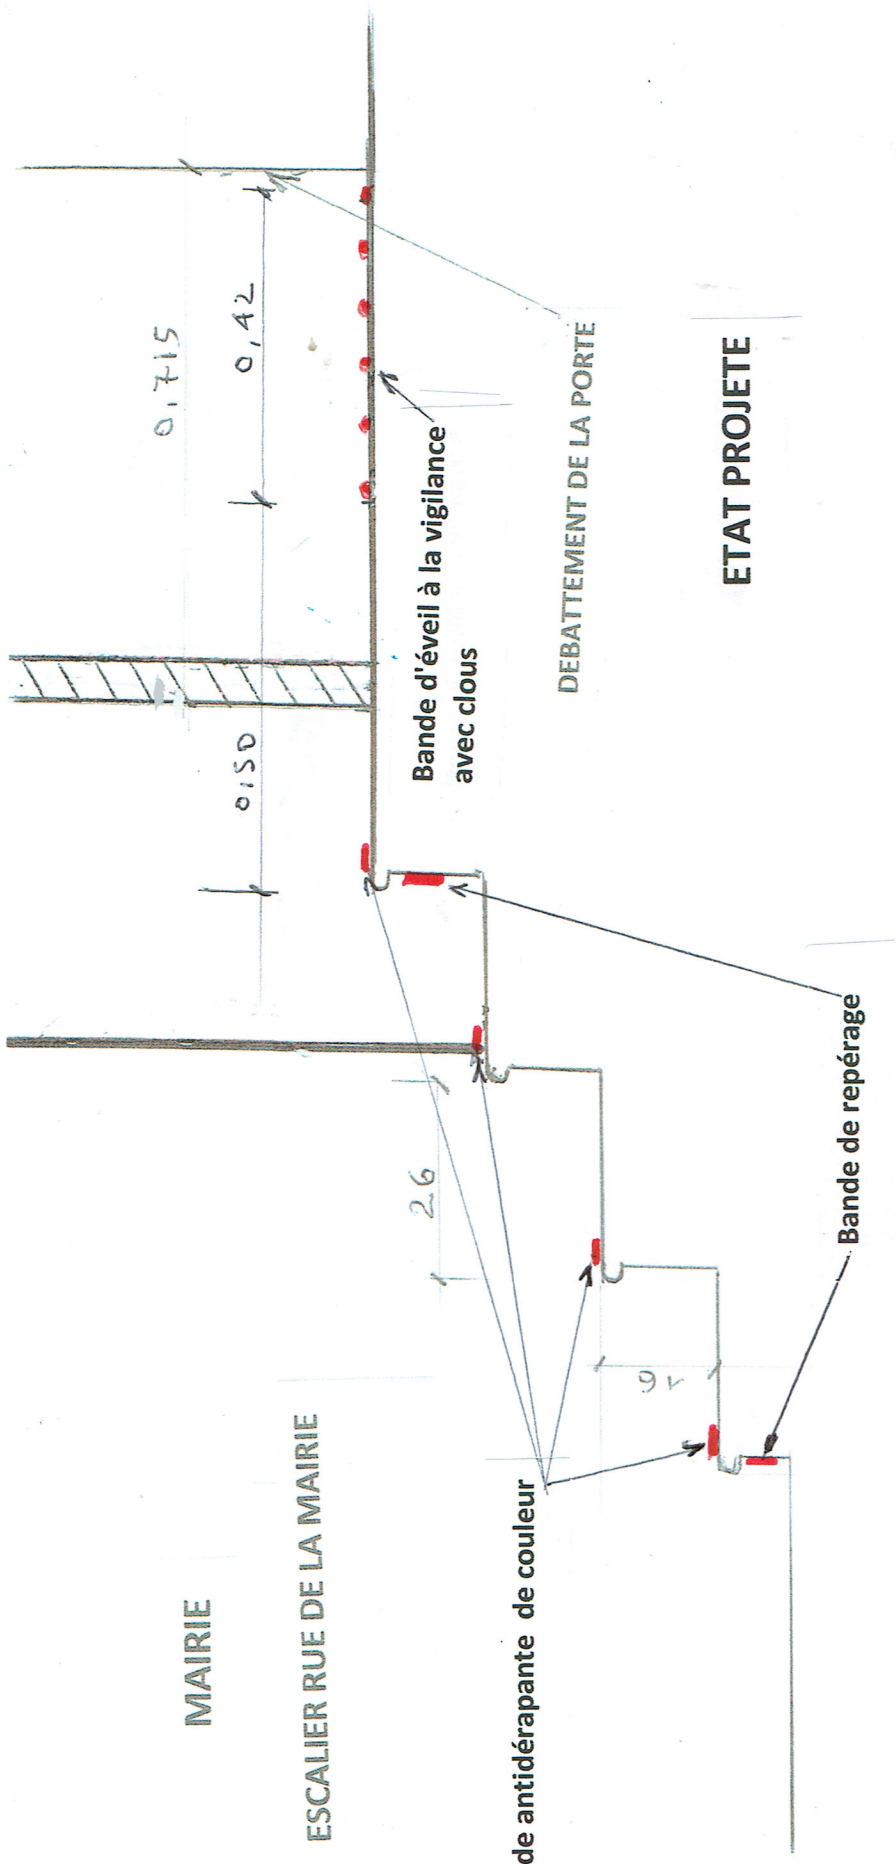 MAIRIE
ESCALIER RUE DE LA MAIRIE
de antidérapante de couleur
26
16
Bande de repérage
0,50
0,715
0,42
Bande d'éveil à la vigilance
avec clous
DEBATTEMENT DE LA PORTE
ETAT PROJETE